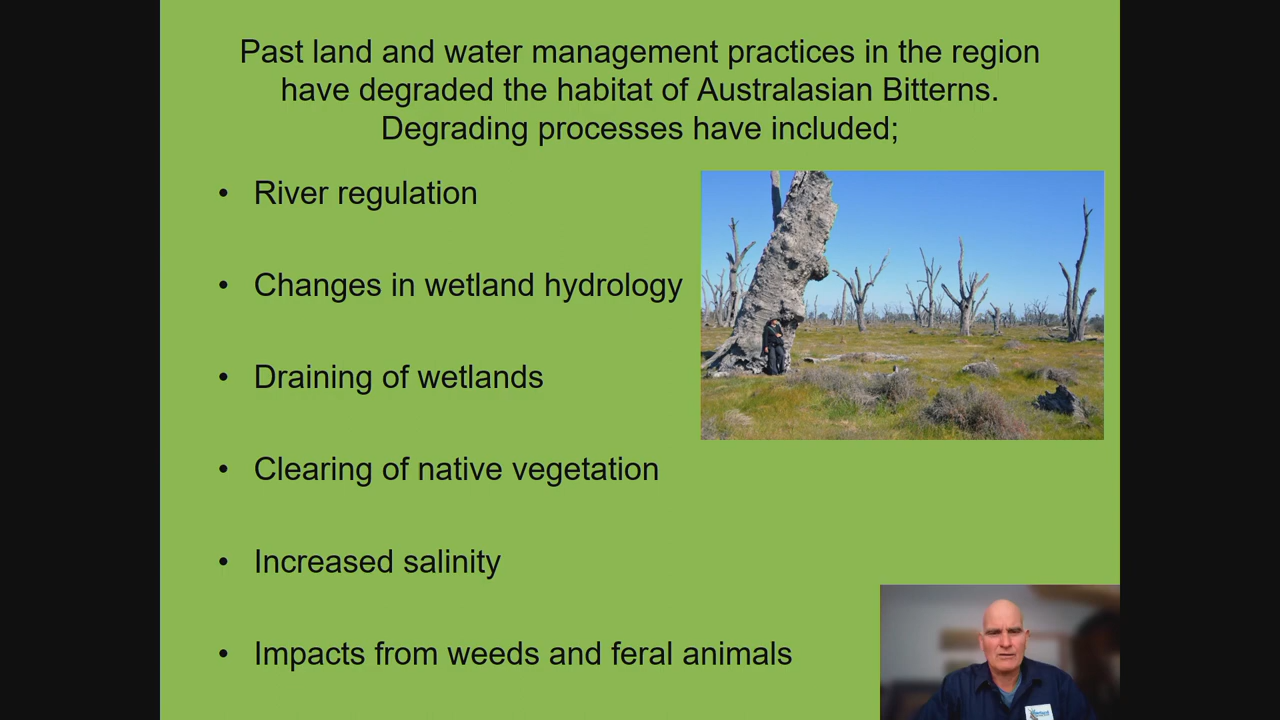 Past land and water management practices in the region
have degraded the habitat of Australasian Bitterns.
Degrading processes have included;
• River regulation
• Changes in wetland hydrology
• Draining of wetlands
• Clearing of native vegetation
• Increased salinity
• Impacts from weeds and feral animals